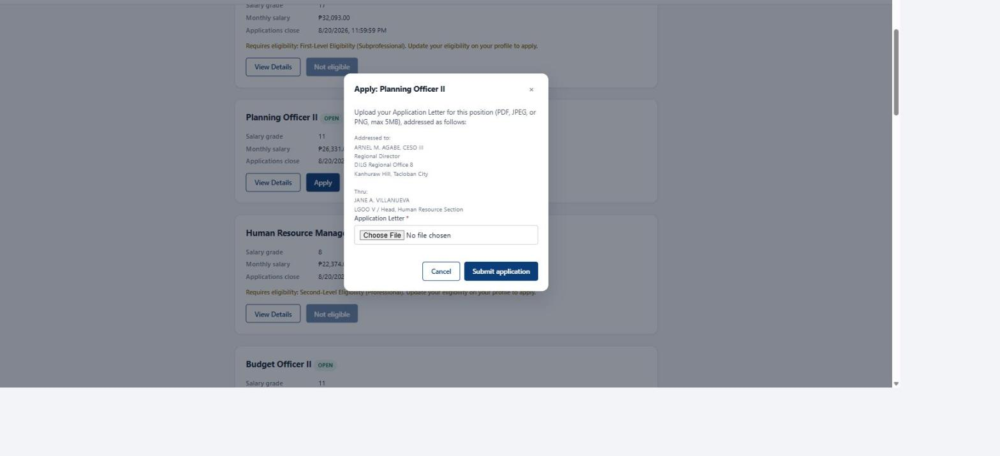 Salary grade 17
Monthly salary ₱32,093.00
Applications close 8/20/2026, 11:59:59 PM
Requires eligibility: First-Level Eligibility (Subprofessional). Update your eligibility on your profile to apply.
View Details Not eligible
Planning Officer II OPEN
Salary grade 11
Monthly salary ₱26,331.
Applications close 8/20/202
View Details Apply
Human Resource Manag
Salary grade 8
Monthly salary ₱22,374.
Applications close 8/20/202
Requires eligibility: Second-Level Eligibility (Professional). Update your eligibility on your profile to apply.
View Details Not eligible
Budget Officer II OPEN
Salary grade 11
Apply: Planning Officer II ×
Upload your Application Letter for this position (PDF, JPEG, or
PNG, max 5MB), addressed as follows:
Addressed to:
ARNEL M. AGABE, CESO III
Regional Director
DILG Regional Office 8
Kanhuraw Hill, Tacloban City
Thru:
JANE A. VILLANUEVA
LGOO V / Head, Human Resource Section
Application Letter *
Choose File No file chosen
Cancel Submit application